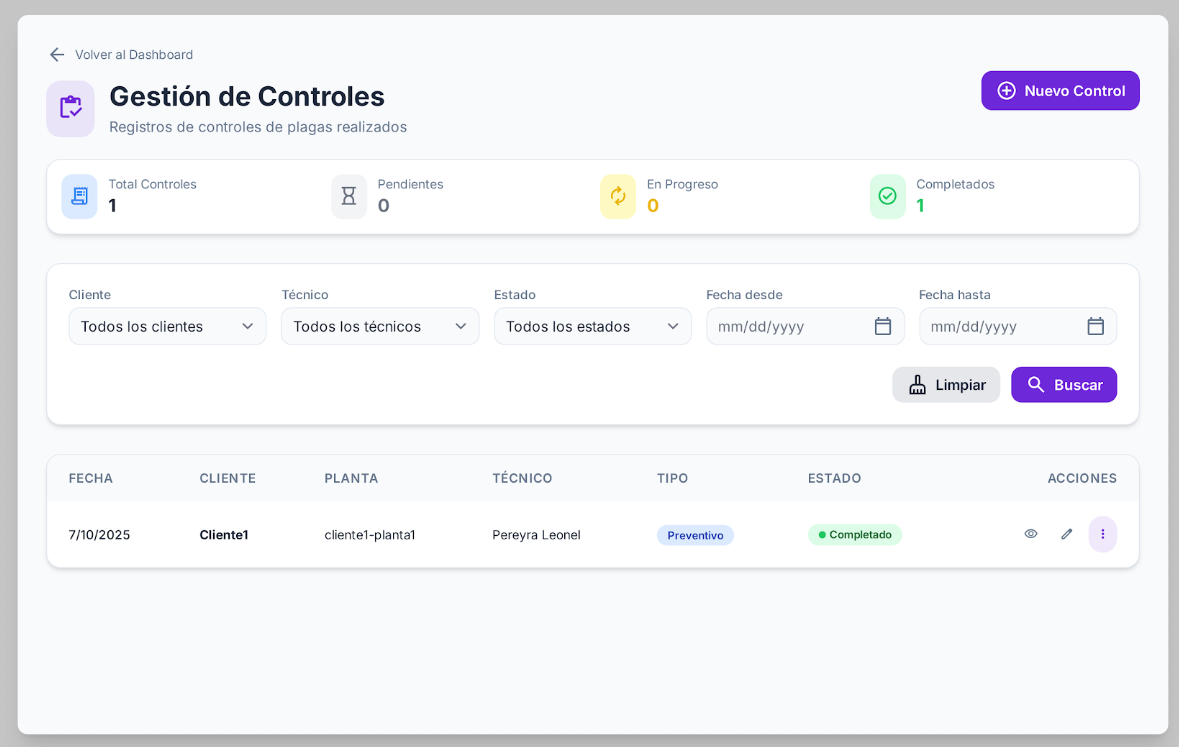 Volver al Dashboard
Gestión de Controles
Registros de controles de plagas realizados
Nuevo Control
Total Controles
1
Pendientes
0
En Progreso
0
Completados
1
Cliente
Todos los clientes
Técnico
Todos los técnicos
Estado
Todos los estados
Fecha desde
mm/dd/yyyy
Fecha hasta
mm/dd/yyyy
Limpiar
Buscar
FECHA CLIENTE PLANTA TÉCNICO TIPO ESTADO ACCIONES
7/10/2025 Cliente1 cliente1-planta1 Pereyra Leonel Preventivo Completado